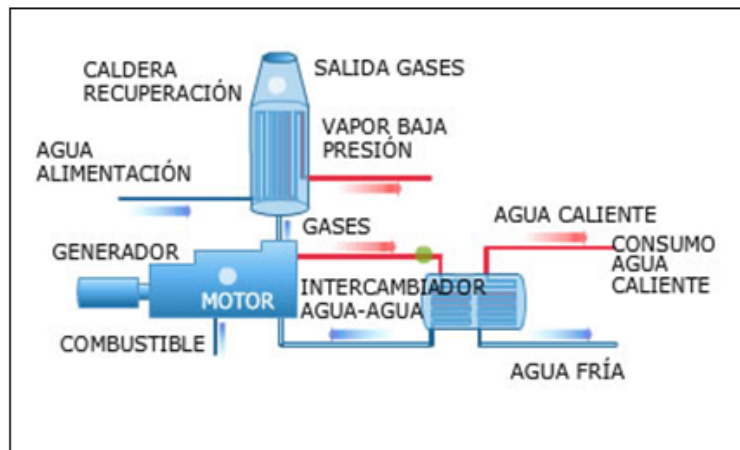 CALDERA
RECUPERACIÓN
SALIDA GASES
VAPOR BAJA
PRESIÓN
AGUA
ALIMENTACIÓN
GASES
AGUA CALIENTE
CONSUMO
AGUA
CALIENTE
GENERADOR
MOTOR
INTERCAMBIADOR
AGUA-AGUA
COMBUSTIBLE
AGUA FRÍA